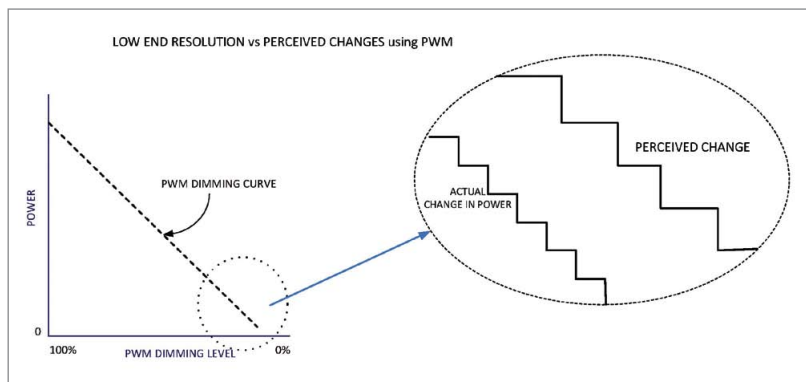 LOW END RESOLUTION vs PERCEIVED CHANGES using PWM
PERCEIVED CHANGE
PWM DIMMING CURVE
ACTUAL
CHANGE IN POWER
POWER
0
100%
PWM DIMMING LEVEL
0%